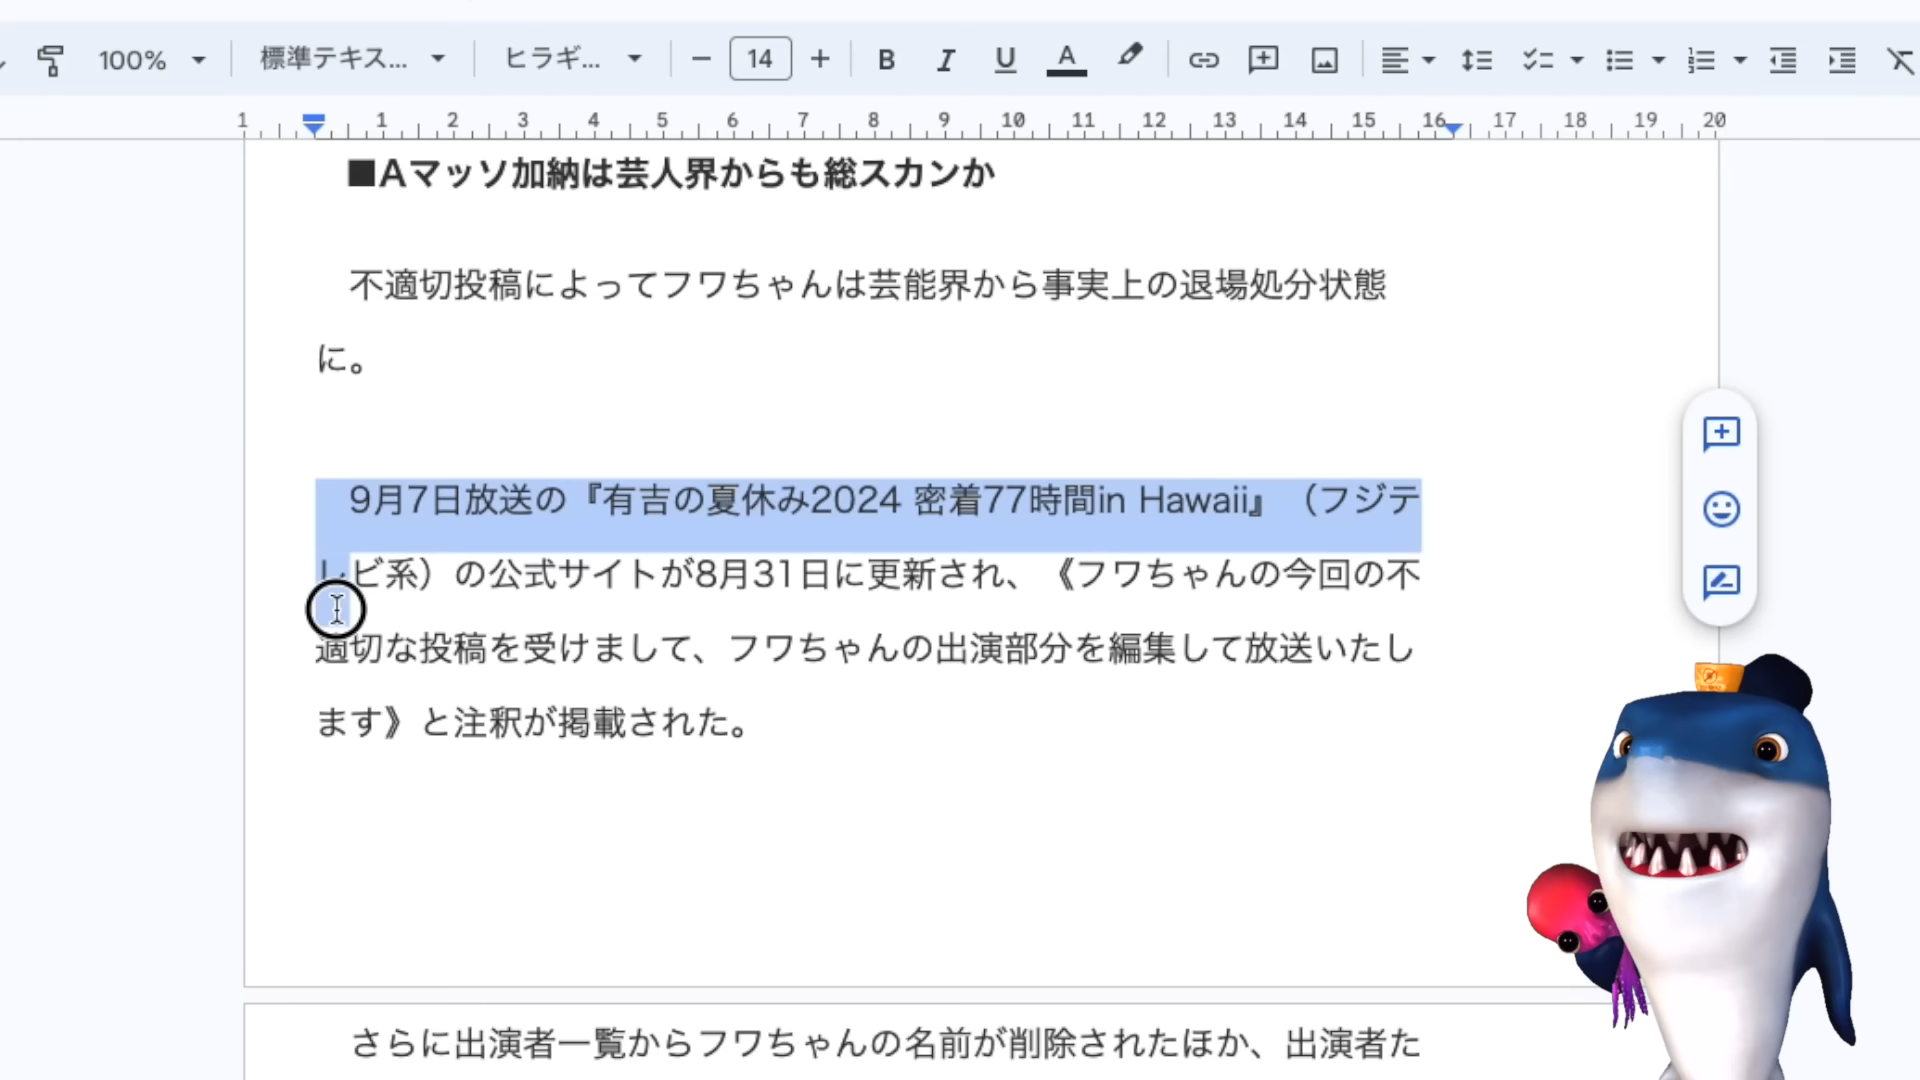 100%
標準テキス...
ヒラギ...
14
B
I
U
A
1 1 2 3 4 5 6 7 8 9 10 11 12 13 14 15 16 17 18 19 20
■Aマッソ加納は芸人界からも総スカンか
不適切投稿によってフワちゃんは芸能界から事実上の退場処分状態
に。
9月7日放送の『有吉の夏休み2024 密着77時間in Hawaii』（フジテ
レビ系）の公式サイトが8月31日に更新され、《フワちゃんの今回の不
適切な投稿を受けまして、フワちゃんの出演部分を編集して放送いたし
ます》と注釈が掲載された。
さらに出演者一覧からフワちゃんの名前が削除されたほか、出演者た